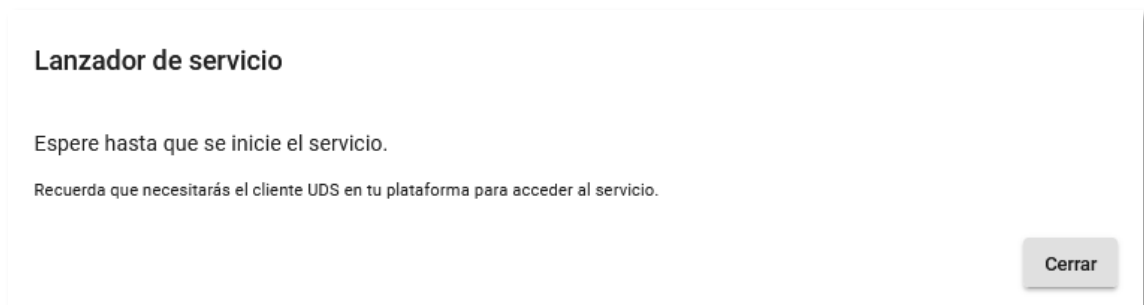 Lanzador de servicio
Espere hasta que se inicie el servicio.
Recuerda que necesitarás el cliente UDS en tu plataforma para acceder al servicio.
Cerrar